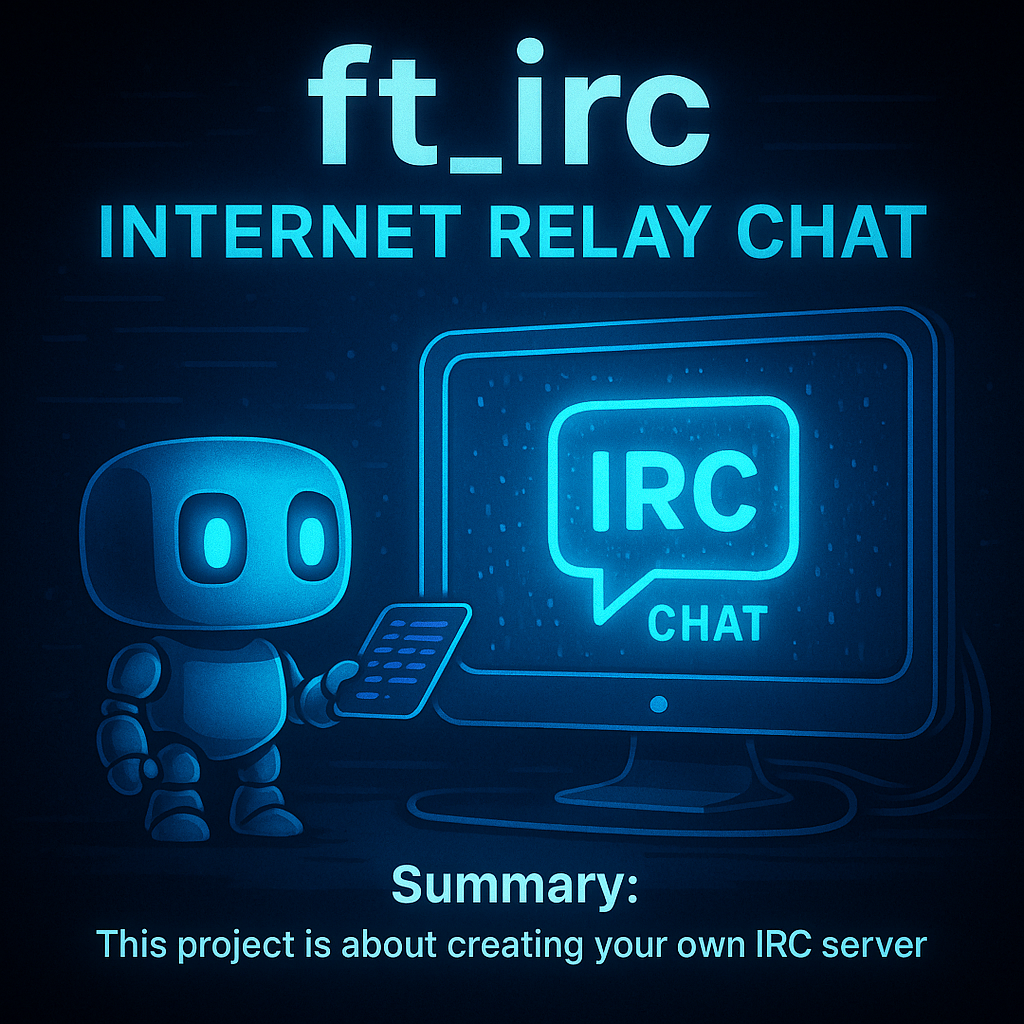 ft_irc
INTERNET RELAY CHAT
IRC
CHAT
Summary:
This project is about creating your own IRC server